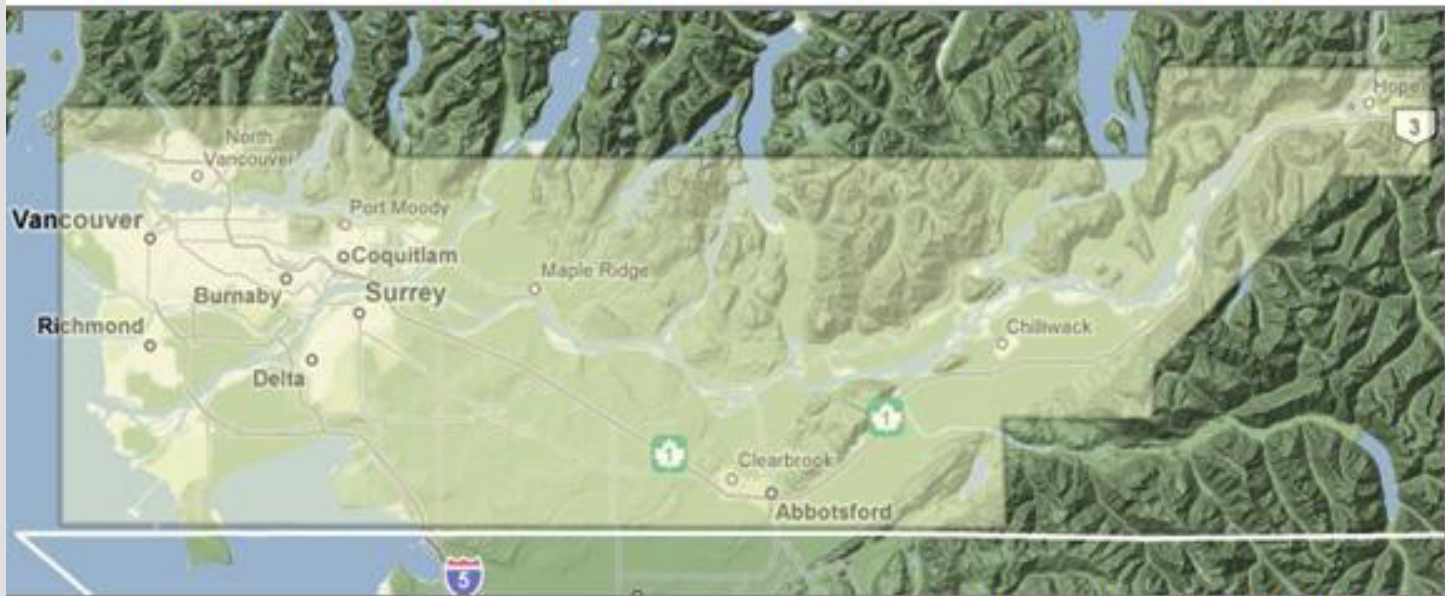 Hope
3
North
Vancouver
Port Moody
Vancouver
Coquitlam
Maple Ridge
Burnaby
Surrey
Richmond
Chilliwack
Delta
1
1
Clearbrook
Abbotsford
5